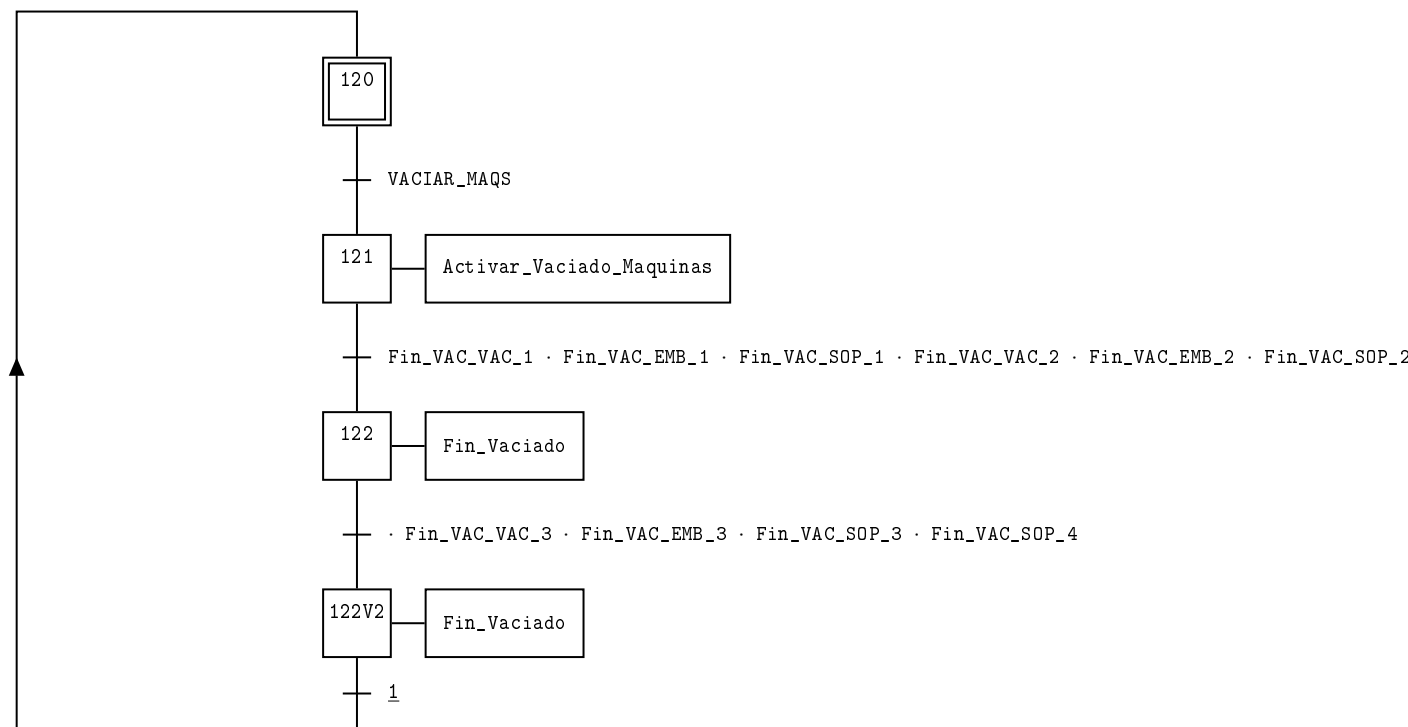 120
VACIAR_MAQS
121
Activar_Vaciado_Maquinas
Fin_VAC_VAC_1 · Fin_VAC_EMB_1 · Fin_VAC_SOP_1 · Fin_VAC_VAC_2 · Fin_VAC_EMB_2 · Fin_VAC_SOP_2
122
Fin_Vaciado
· Fin_VAC_VAC_3 · Fin_VAC_EMB_3 · Fin_VAC_SOP_3 · Fin_VAC_SOP_4
122V2
Fin_Vaciado
1